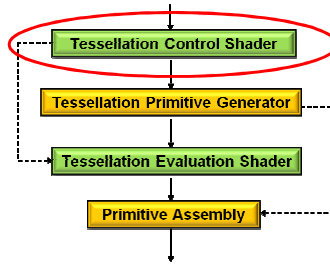 Tessellation Control Shader
Tessellation Primitive Generator
Tessellation Evaluation Shader
Primitive Assembly